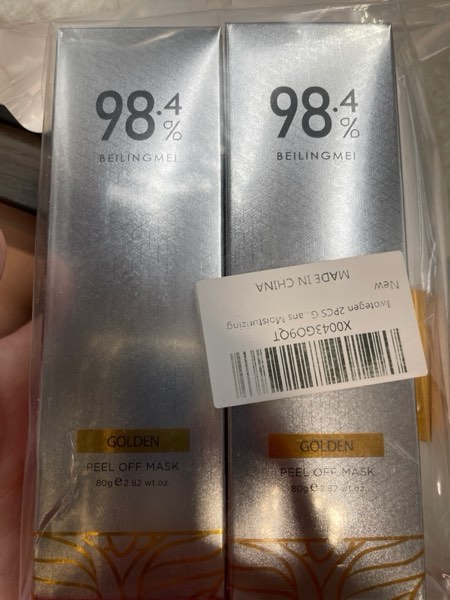 98.4%
BEILINGMEI
GOLDEN
PEEL OFF MASK
80g e 2.82 wt.oz.
98.4%
BEILINGMEI
GOLDEN
PEEL OFF MASK
80g e 2.82 wt.oz.
X0043GO9QT
Iwotegen 2PCS G...ans Moisturizing
New
MADE IN CHINA